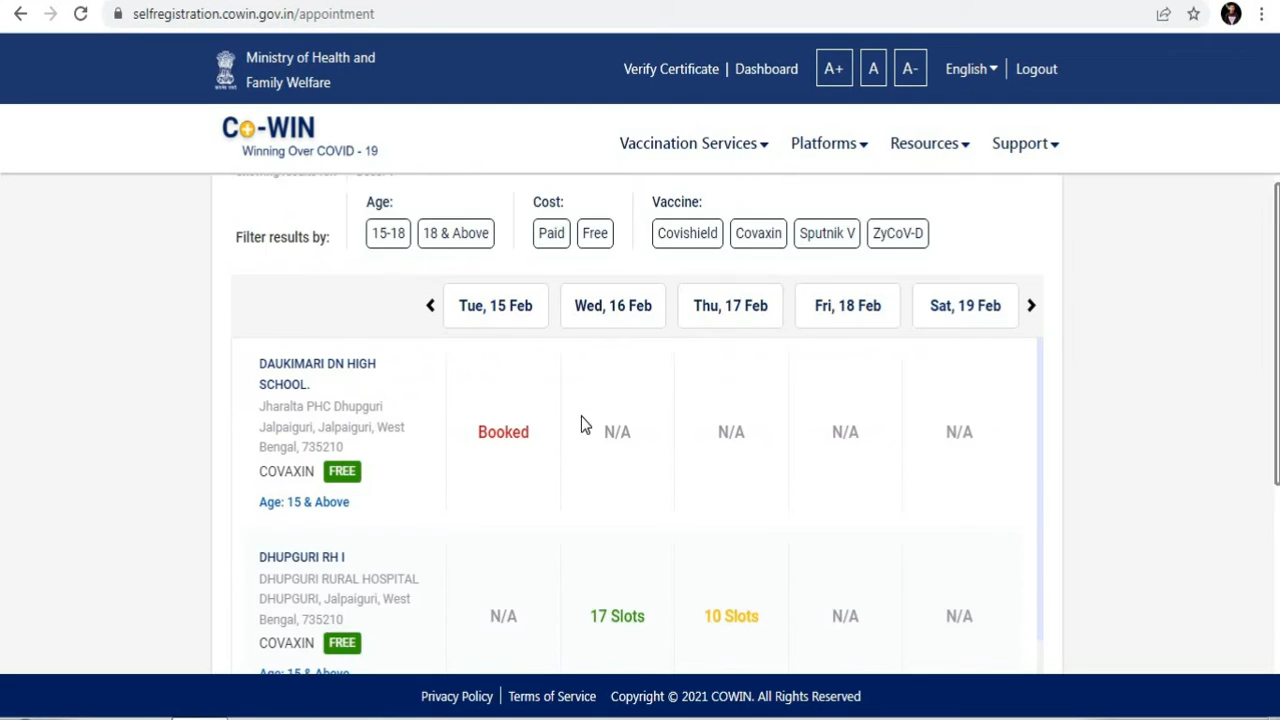 selfregistration.cowin.gov.in/appointment
Ministry of Health and
Family Welfare
Verify Certificate | Dashboard A+ A A- English Logout
Co-WIN
Winning Over COVID - 19
Vaccination Services Platforms Resources Support
Filter results by:
Age:
15-18 18 & Above
Cost:
Paid Free
Vaccine:
Covishield Covaxin Sputnik V ZyCoV-D
Tue, 15 Feb Wed, 16 Feb Thu, 17 Feb Fri, 18 Feb Sat, 19 Feb
DAUKIMARI DN HIGH
SCHOOL.
Jharalta PHC Dhupguri
Jalpaiguri, Jalpaiguri, West
Bengal, 735210
COVAXIN FREE
Age: 15 & Above
Booked N/A N/A N/A N/A
DHUPGURI RH I
DHUPGURI RURAL HOSPITAL
DHUPGURI, Jalpaiguri, West
Bengal, 735210
COVAXIN FREE
Age: 15 & Above
N/A 17 Slots 10 Slots N/A N/A
Privacy Policy | Terms of Service Copyright © 2021 COWIN. All Rights Reserved